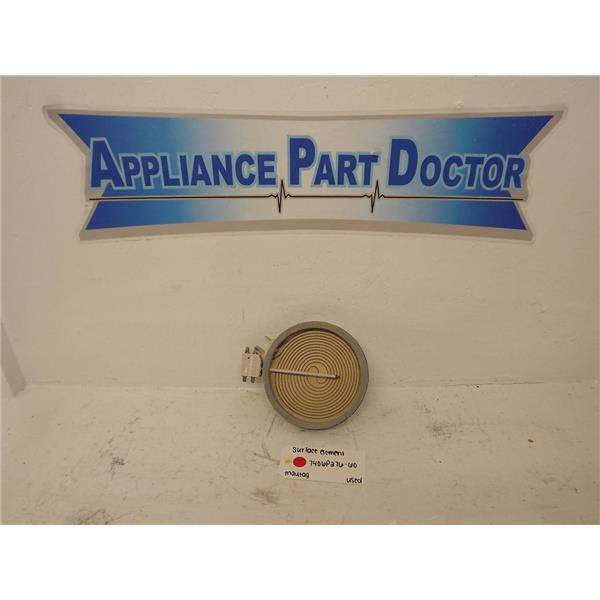 APPLIANCE PART DOCTOR
surface element
7406P376-60
maytag used